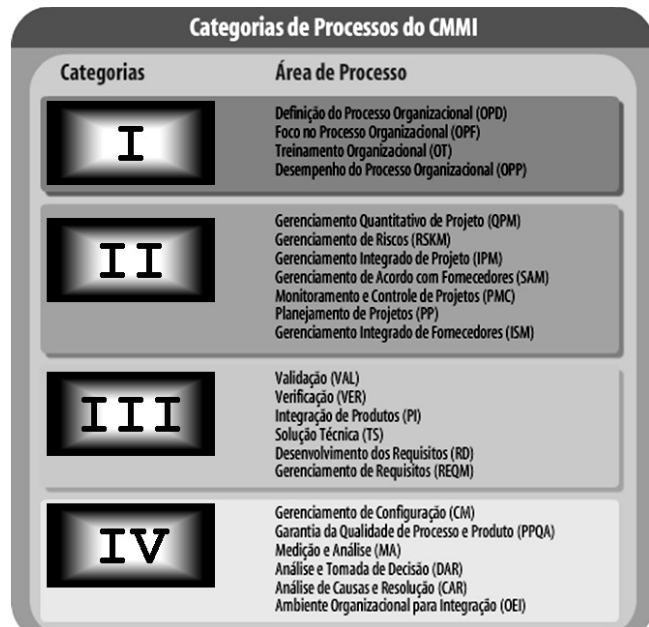 Categorias de Processos do CMMI
Categorias
Área de Processo
I
Definição do Processo Organizacional (OPD)
Foco no Processo Organizacional (OPF)
Treinamento Organizacional (OT)
Desempenho do Processo Organizacional (OPP)
II
Gerenciamento Quantitativo de Projeto (QPM)
Gerenciamento de Riscos (RSKM)
Gerenciamento Integrado de Projeto (IPM)
Gerenciamento de Acordo com Fornecedores (SAM)
Monitoramento e Controle de Projetos (PMC)
Planejamento de Projetos (PP)
Gerenciamento Integrado de Fornecedores (ISM)
III
Validação (VAL)
Verificação (VER)
Integração de Produtos (PI)
Solução Técnica (TS)
Desenvolvimento dos Requisitos (RD)
Gerenciamento de Requisitos (REQM)
IV
Gerenciamento de Configuração (CM)
Garantia da Qualidade de Processo e Produto (PPQA)
Medição e Análise (MA)
Análise e Tomada de Decisão (DAR)
Análise de Causas e Resolução (CAR)
Ambiente Organizacional para Integração (OEI)